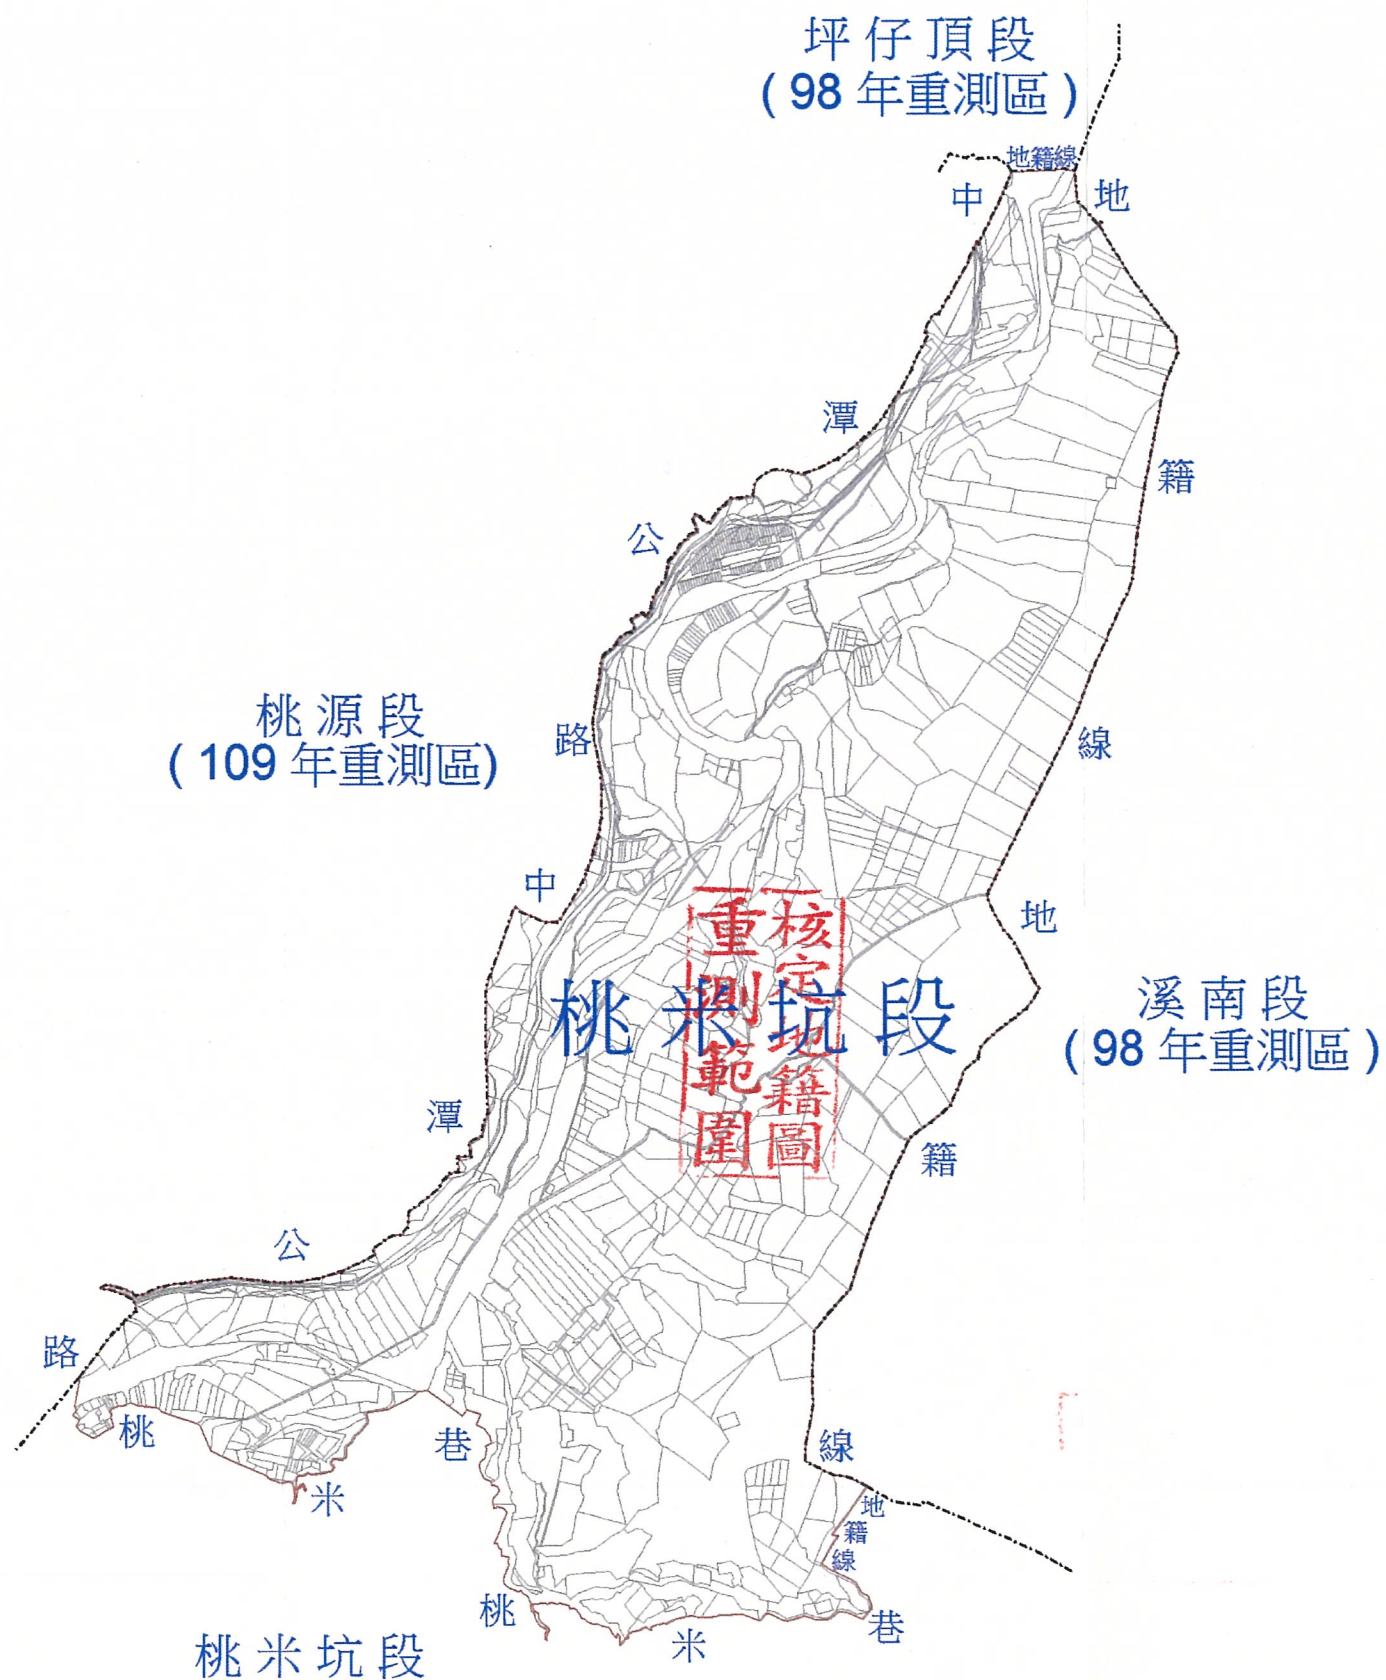 坪仔頂段
(98年重測區)
地籍線
中
地
潭
籍
公
桃源段
(109年重測區)
路
線
中
地
核定地籍圖
重測範圍
桃米坑段
溪南段
(98年重測區)
潭
籍
公
路
桃
巷
線
米
地
籍
線
桃
米
巷
桃米坑段